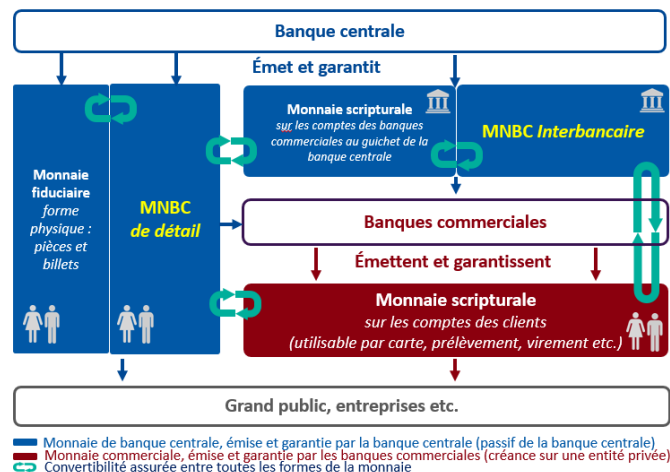 Banque centrale
Émet et garantit
Monnaie
fiduciaire
forme
physique :
pièces et
billets
MNBC
de détail
Monnaie scripturale
su, les comptes des banques
commerciales au guichet de la
banque centrale
MNBC Interbancaire
Banques commerciales
Émettent et garantissent
Monnaie scripturale
sur les comptes des clients
(utilisable par carte, prélèvement, virement etc.)
Grand public, entreprises etc.
Monnaie de banque centrale, émise et garantie par la banque centrale (passif de la banque centrale)
Monnaie commerciale, émise et garantie par les banques commerciales (créance sur une entité privée)
Convertibilité assurée entre toutes les formes de la monnaie